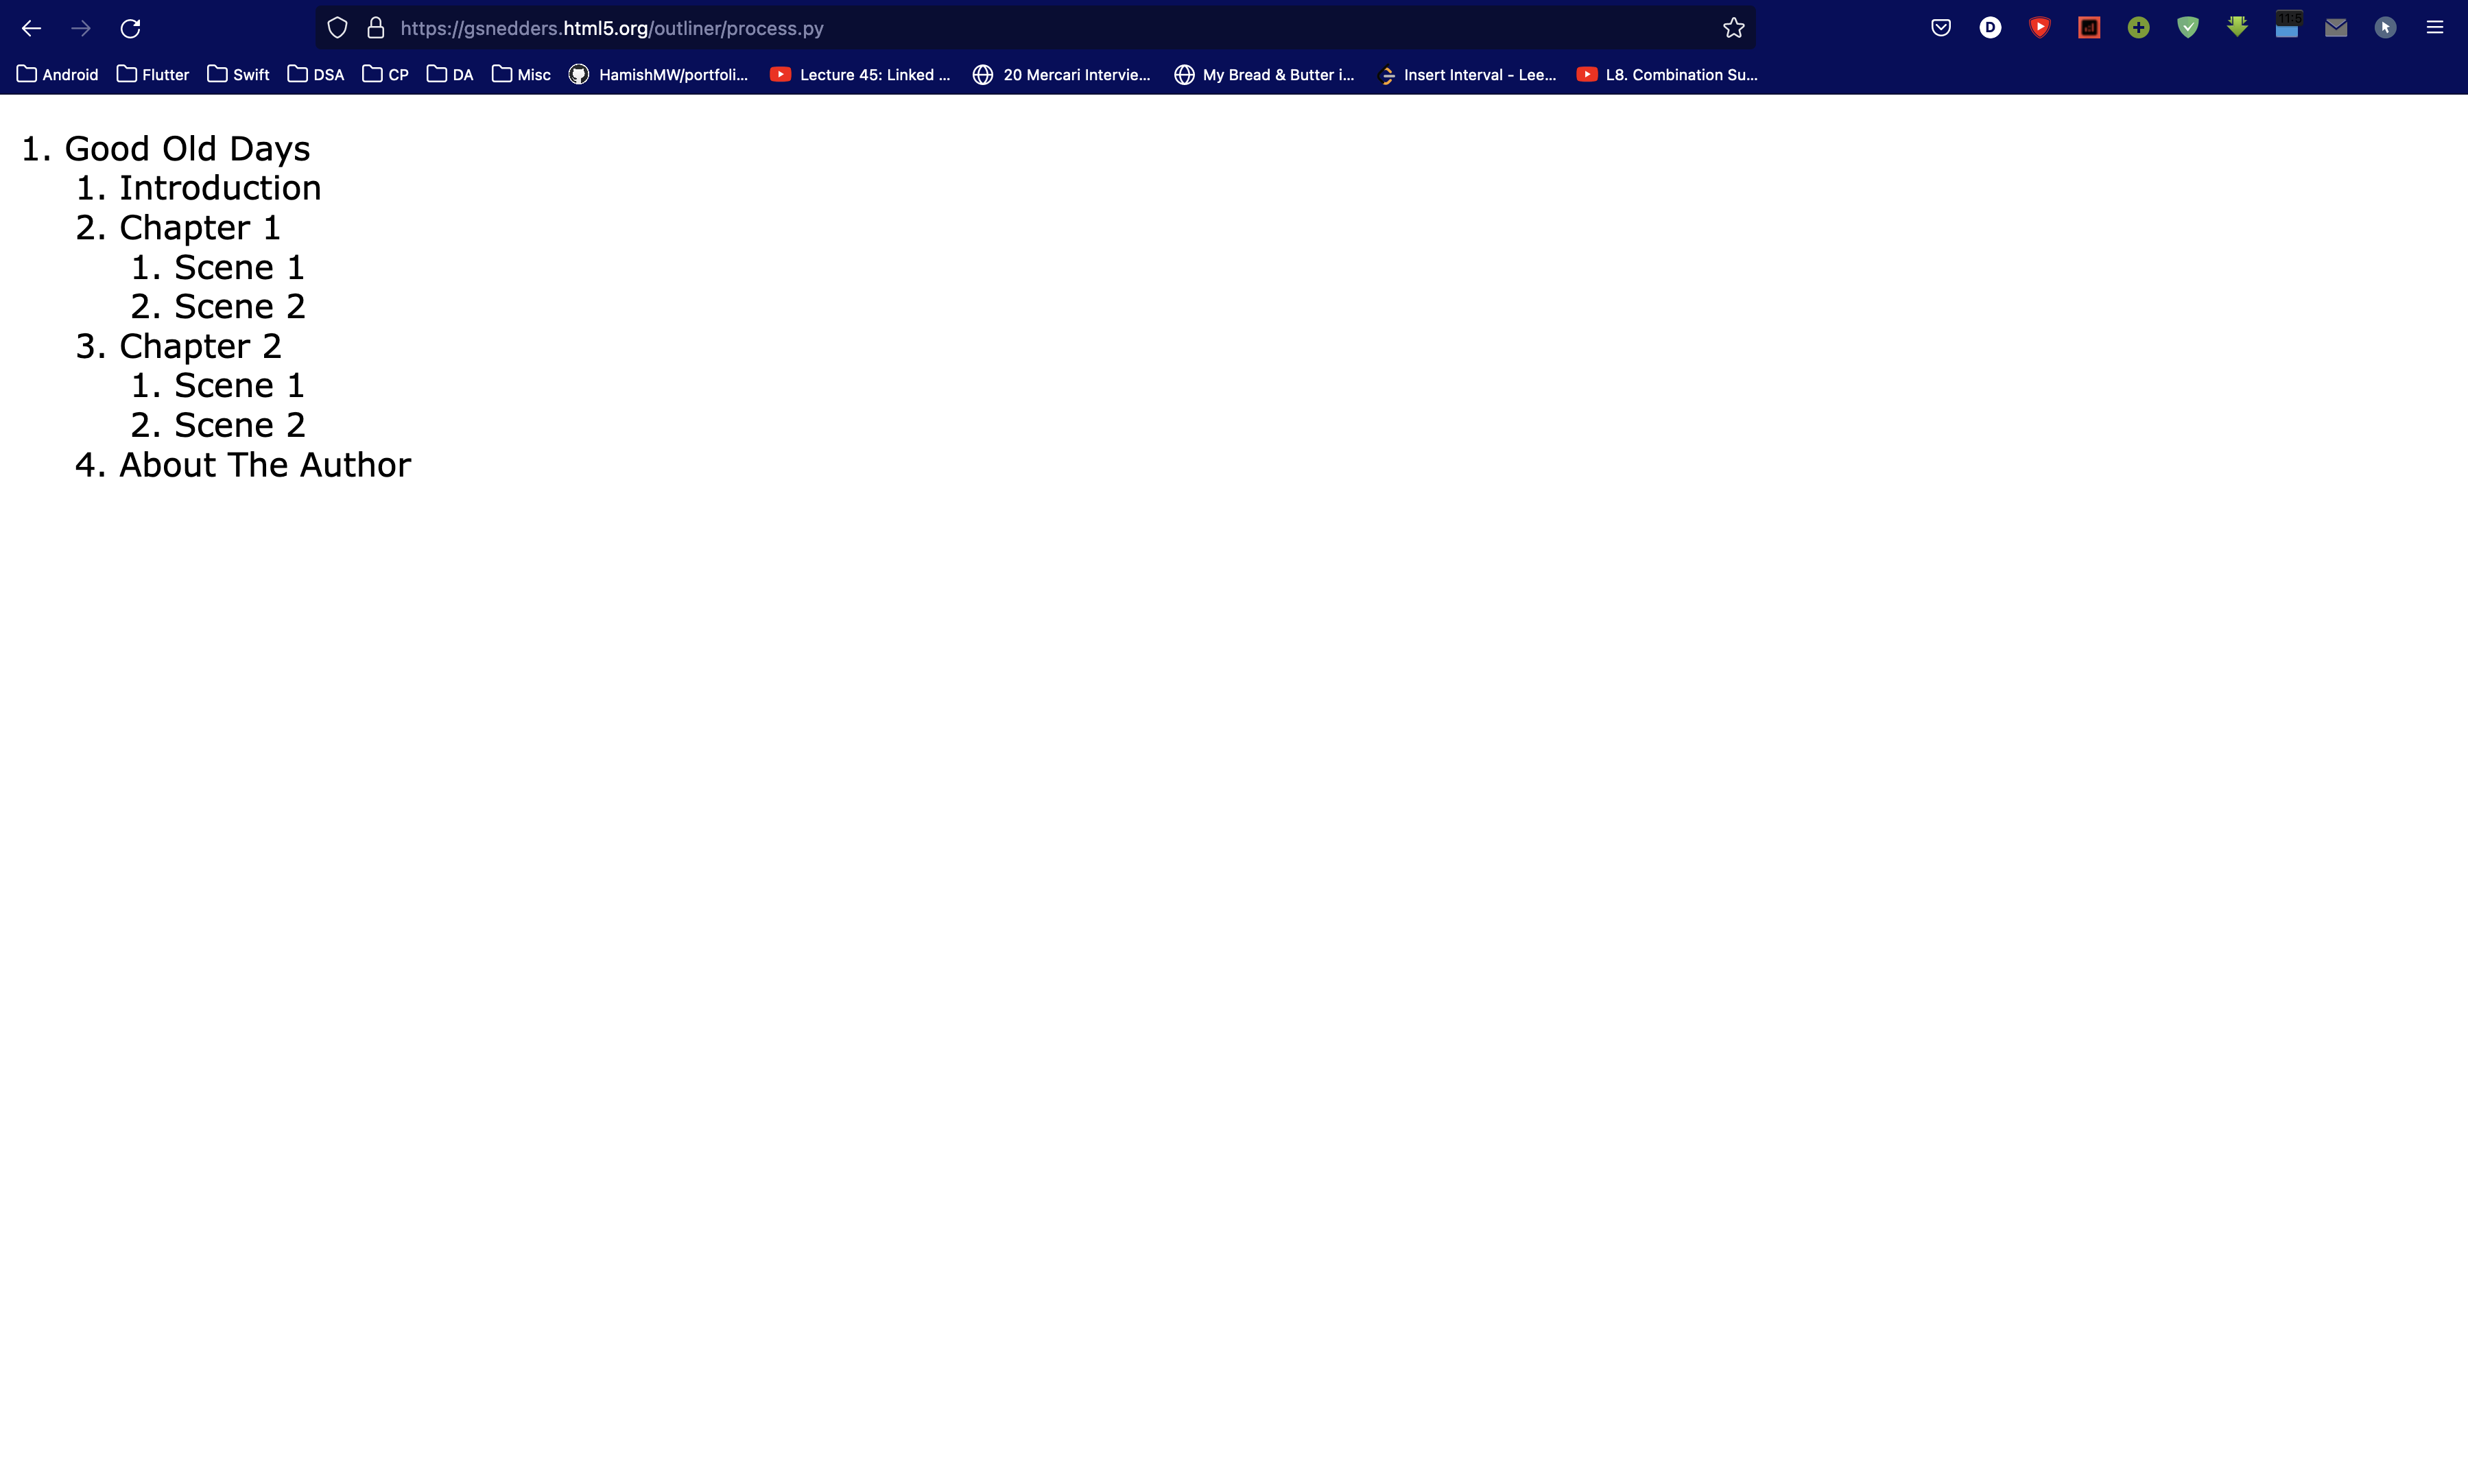 https://gsnedders.html5.org/outliner/process.py
D
11:5
Android Flutter Swift DSA CP DA Misc HamishMW/portfoli... Lecture 45: Linked ... 20 Mercari Intervie... My Bread & Butter i... Insert Interval - Lee... L8. Combination Su...
1. Good Old Days
1. Introduction
2. Chapter 1
1. Scene 1
2. Scene 2
3. Chapter 2
1. Scene 1
2. Scene 2
4. About The Author